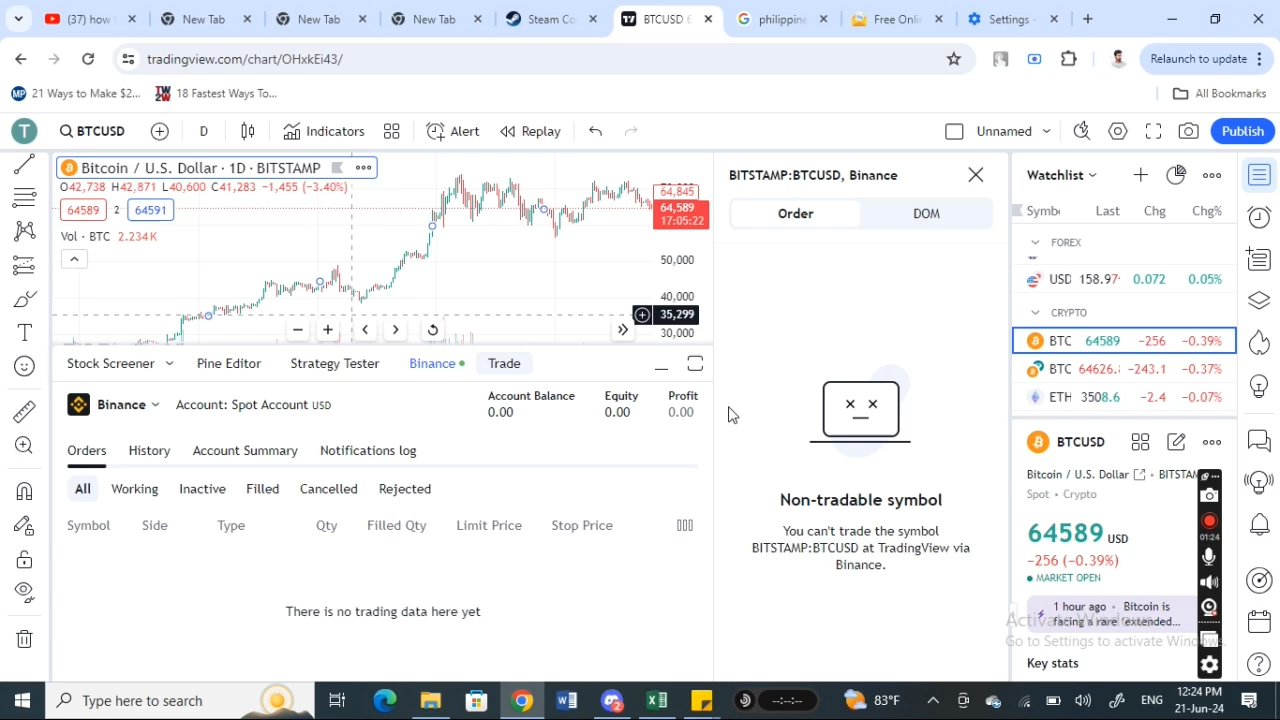 (37) how
New Tab
New Tab
New Tab
Steam Co
BTCUSD 6
philippine
Free Onli
Settings -
tradingview.com/chart/OHxkEi43/
Relaunch to update
21 Ways to Make $2...
18 Fastest Ways To...
All Bookmarks
T
BTCUSD
D
Indicators
Alert
Replay
Unnamed
Publish
Bitcoin / U.S. Dollar · 1D · BITSTAMP
O42,738 H42,871 L40,600 C41,283 −1,455 (−3.40%)
64589
2
64591
Vol · BTC 2.234K
64,845
64,589
17:05:22
50,000
40,000
35,299
30,000
BITSTAMP:BTCUSD, Binance
Order
DOM
Non-tradable symbol
You can't trade the symbol
BITSTAMP:BTCUSD at TradingView via
Binance.
Watchlist
Symbo
Last
Chg
Chg%
FOREX
USD
158.97
0.072
0.05%
CRYPTO
BTC
64589
−256
−0.39%
BTC
64626.
−243.1
−0.37%
ETH
3508.6
−2.4
−0.07%
BTCUSD
Bitcoin / U.S. Dollar
• BITSTAM
Spot • Crypto
64589 USD
−256 (−0.39%)
MARKET OPEN
1 hour ago • Bitcoin is
facing a rare, extended...
Key stats
Activate Windows
Go to Settings to activate Windows.
01:24
Stock Screener
Pine Editor
Strategy Tester
Binance
Trade
Binance
Account: Spot Account USD
Account Balance
0.00
Equity
0.00
Profit
0.00
Orders
History
Account Summary
Notifications log
All
Working
Inactive
Filled
Cancelled
Rejected
Symbol
Side
Type
Qty
Filled Qty
Limit Price
Stop Price
There is no trading data here yet
Type here to search
--:--:--
83°F
ENG
12:24 PM
21-Jun-24